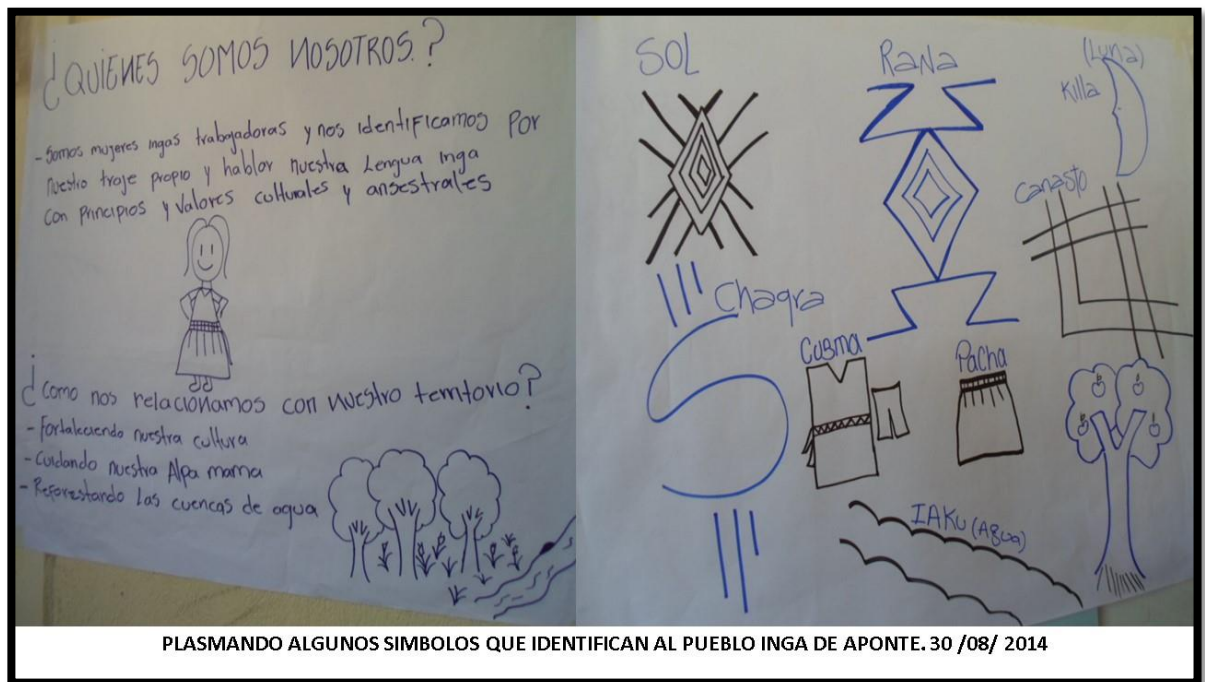 ¿QUIENES SOMOS NOSOTROS.?
- Somos mujeres ingas trabajadoras y nos identificamos Por
nuestro traje propio y hablar nuestra Lengua inga
con principios y valores culturales y ansestrales
¿Como nos relacionamos con nuestro territorio?
- Fortaleciendo nuestra cultura
- Cuidando nuestra Alpa mama
- Reforestando las cuencas de agua
SOL
Rana
(Luna)
Killa
Canasto
Chagra
Cusma
Pacha
IAKU (Agua)
PLASMANDO ALGUNOS SIMBOLOS QUE IDENTIFICAN AL PUEBLO INGA DE APONTE. 30 /08/ 2014